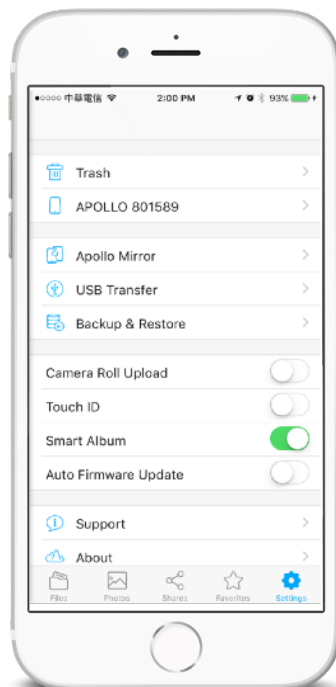 中華電信 2:00 PM 93%
Trash
APOLLO 801589
Apollo Mirror
USB Transfer
Backup & Restore
Camera Roll Upload
Touch ID
Smart Album
Auto Firmware Update
Support
About
Files Photos Shares Favorites Settings